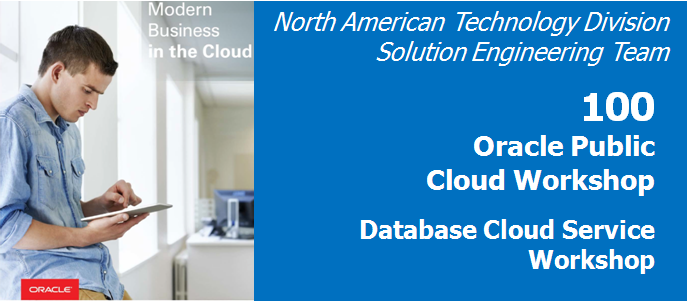 Modern
Business
in the Cloud
ORACLE
North American Technology Division
Solution Engineering Team
100
Oracle Public
Cloud Workshop
Database Cloud Service
Workshop